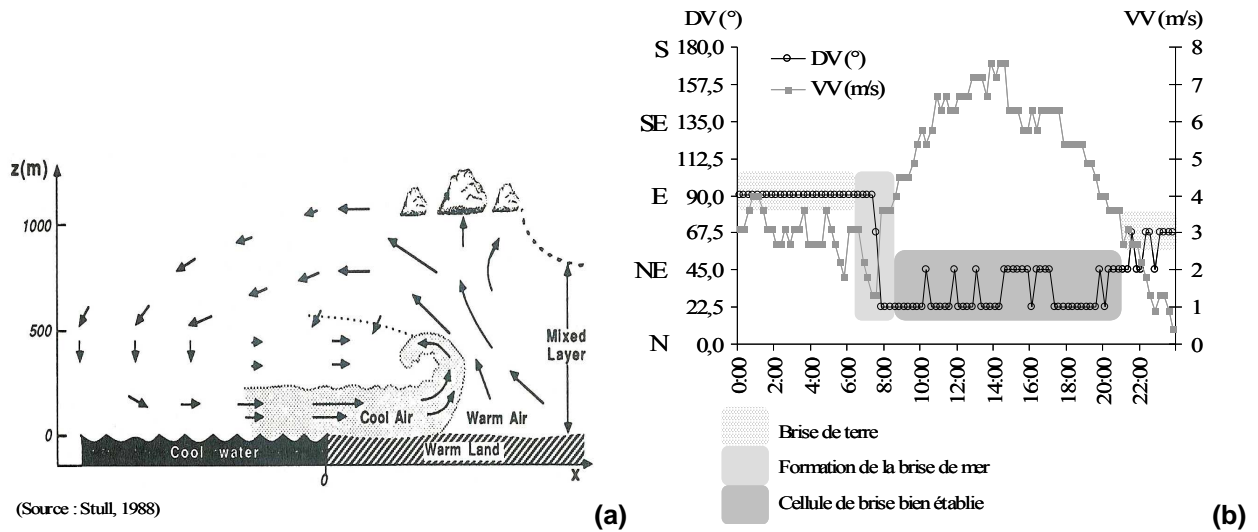 z(m)
1000
500
0
Mixed
Layer
Cool Air
Warm Air
Cool water
Warm Land
0
X
(Source : Stull, 1988)
(a)
DV (°)
VV (m/s)
S
180,0
157,5
SE
135,0
112,5
E
90,0
67,5
NE
45,0
22,5
N
0,0
8
7
6
5
4
3
2
1
0
DV (°)
VV (m/s)
0:00
2:00
4:00
6:00
8:00
10:00
12:00
14:00
16:00
18:00
20:00
22:00
Brise de terre
Formation de la brise de mer
Cellule de brise bien établie
(b)